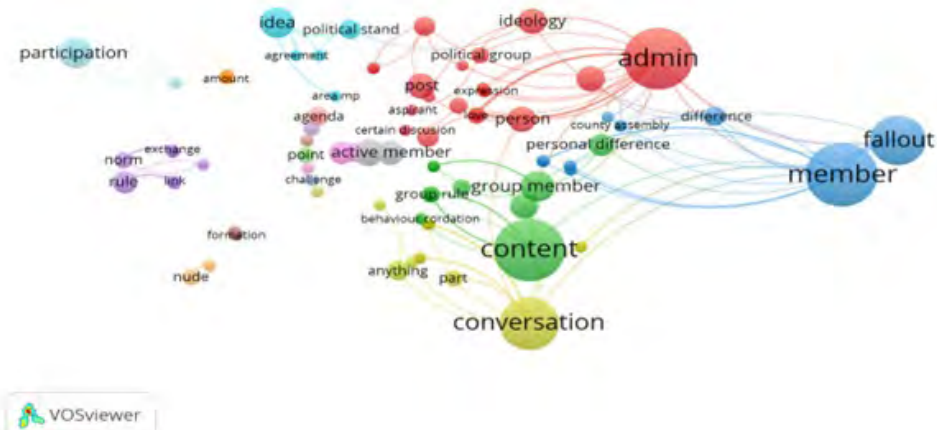 idea
political stand
ideology
participation
agreement
political group
admin
amount
post
expression
area mp
aspirant
agenda
person
difference
certain discusion
county assembly
exchange
personal difference
fallout
norm
point
active member
member
rule
link
challenge
group rule
group member
behaviour cordation
formation
content
nude
anything
part
conversation
VOSviewer